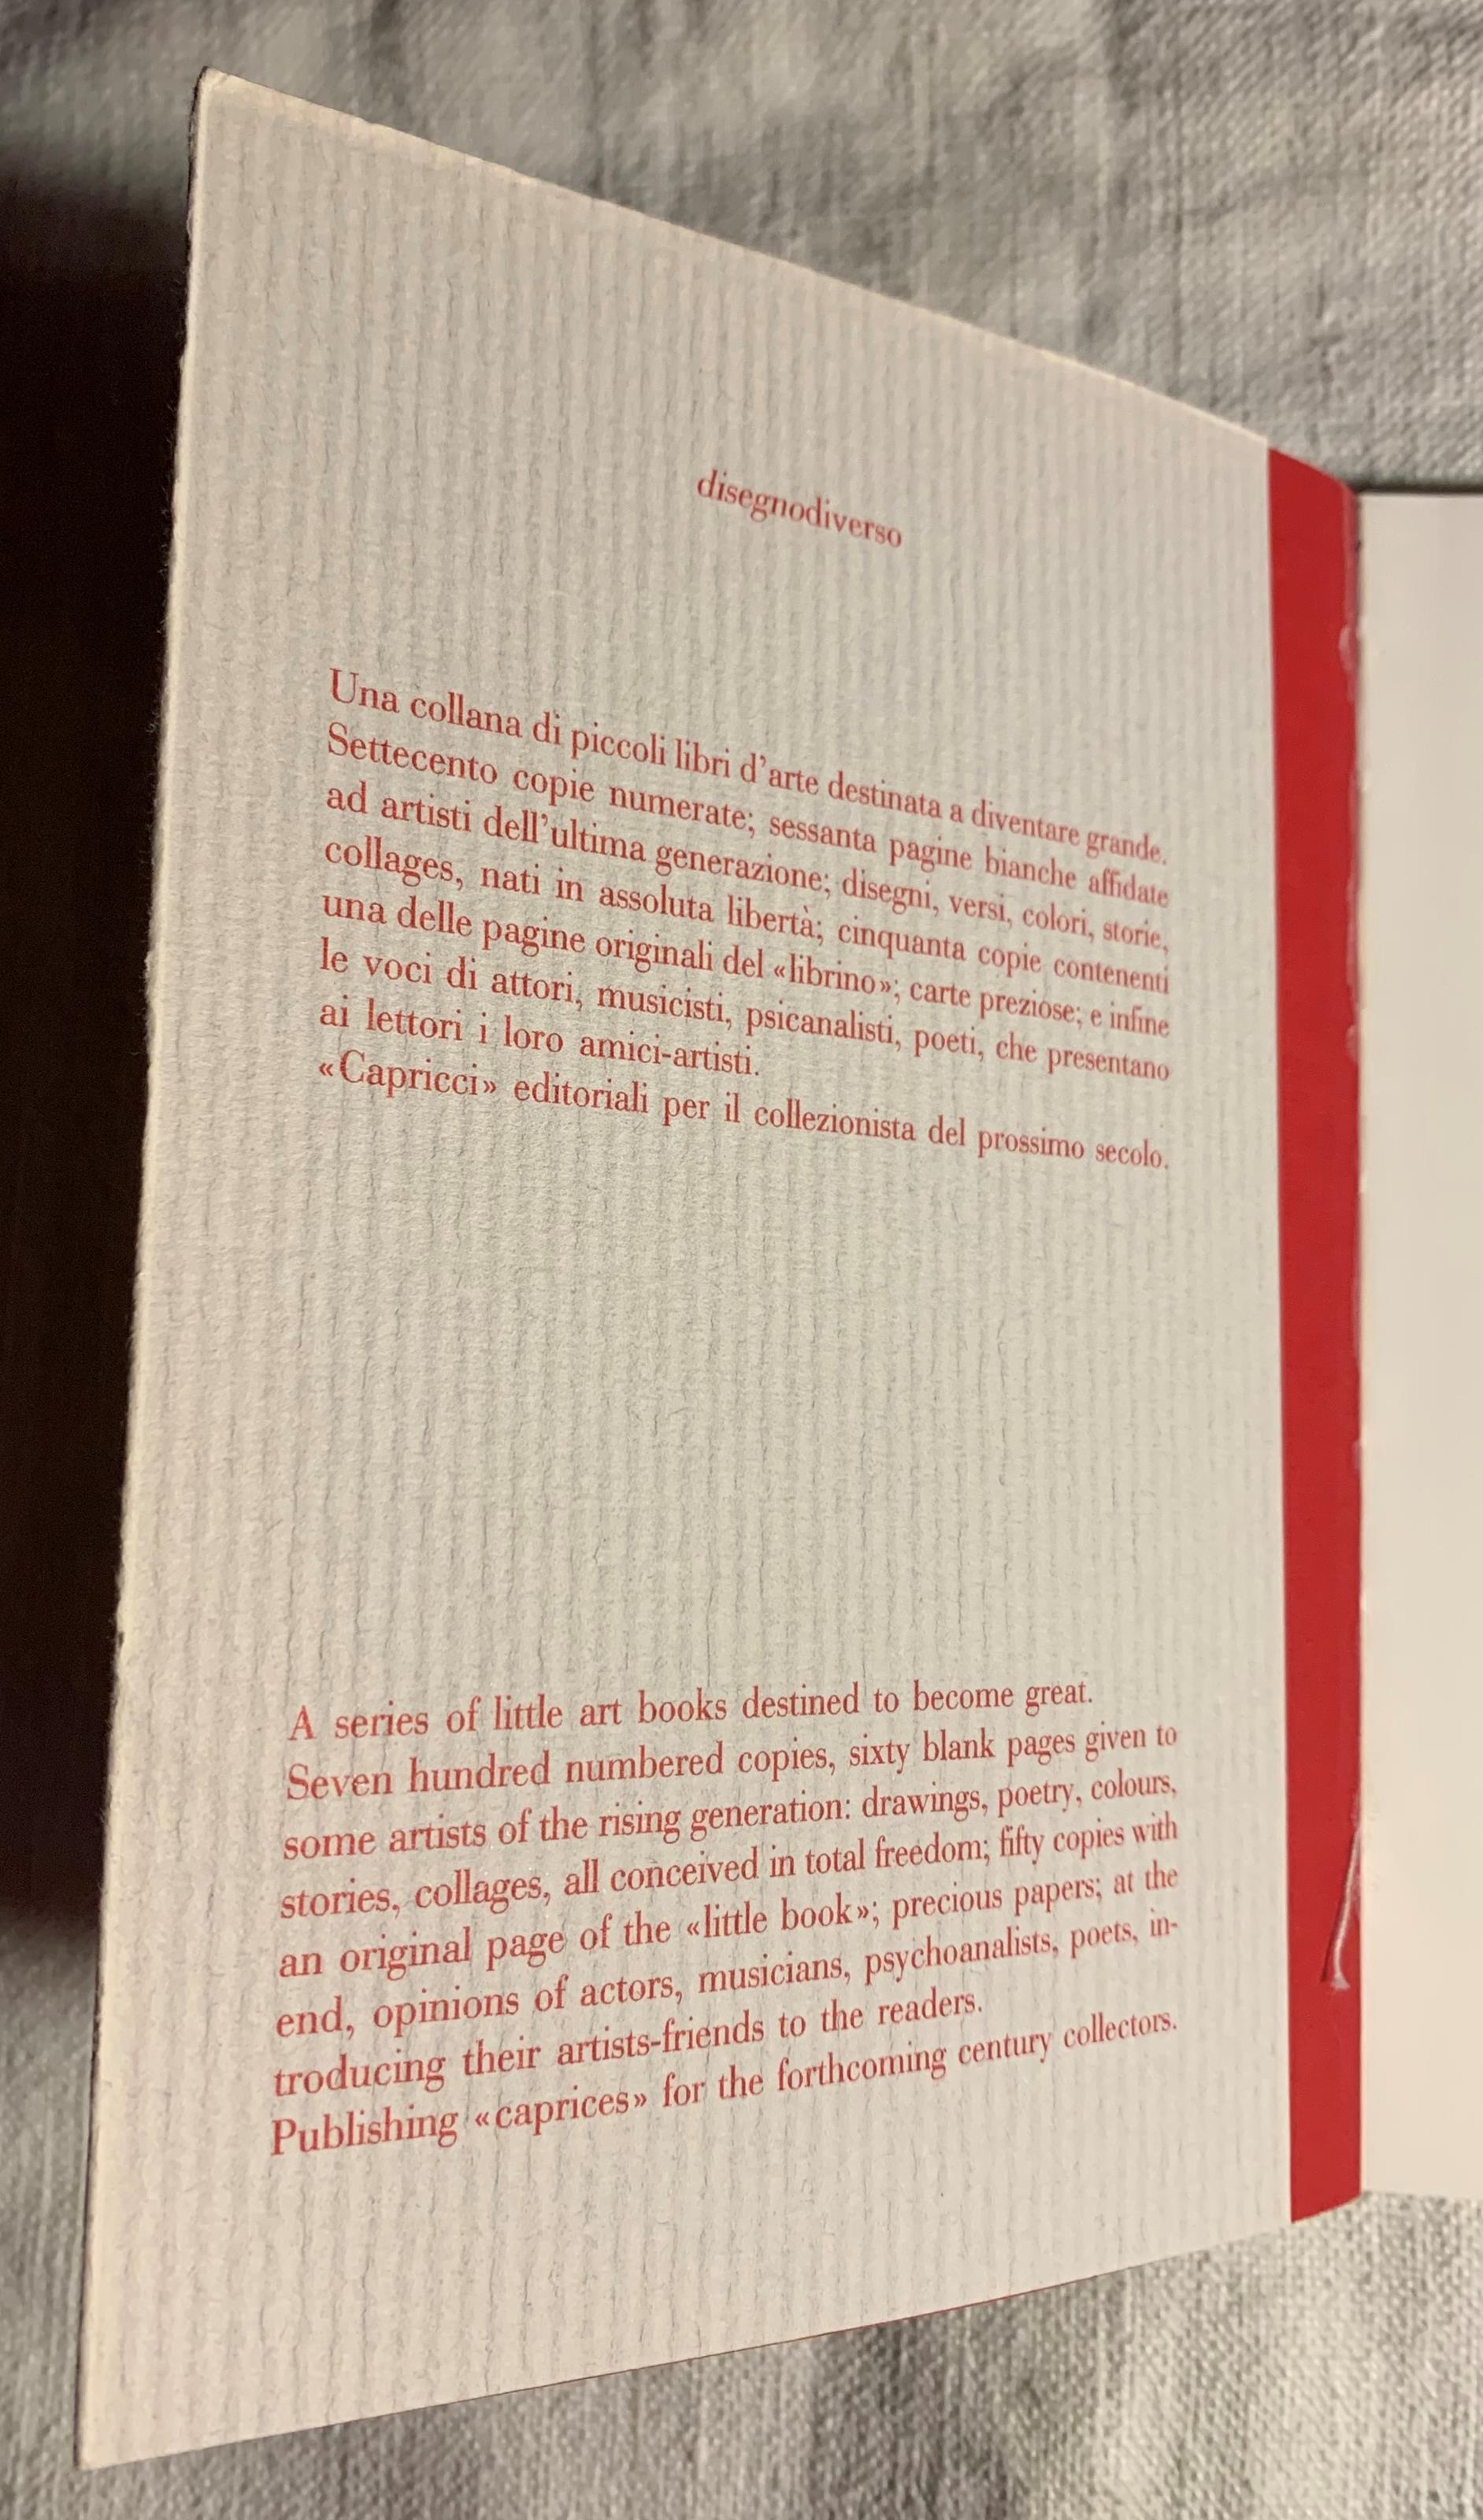 disegnodiverso
Una collana di piccoli libri d'arte destinata a diventare grande.
Settecento copie numerate; sessanta pagine bianche affidate
ad artisti dell'ultima generazione; disegni, versi, colori, storie,
collages, nati in assoluta libertà; cinquanta copie contenenti
una delle pagine originali del «librino»; carte preziose; e infine
le voci di attori, musicisti, psicanalisti, poeti, che presentano
ai lettori i loro amici-artisti.
«Capricci» editoriali per il collezionista del prossimo secolo.
A series of little art books destined to become great.
Seven hundred numbered copies, sixty blank pages given to
some artists of the rising generation: drawings, poetry, colours,
stories, collages, all conceived in total freedom; fifty copies with
an original page of the «little book»; precious papers; at the
end, opinions of actors, musicians, psychoanalists, poets, in-
troducing their artists-friends to the readers.
Publishing «caprices» for the forthcoming century collectors.